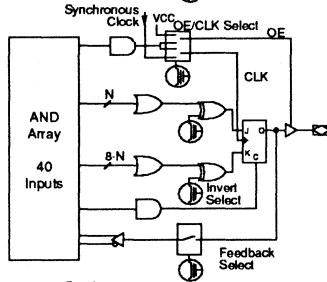 Synchronous
Clock
VCC
OE/CLK Select
OE
CLK
AND
Array
40
Inputs
N
8-N
J
O
K
C
Invert
Select
Feedback
Select